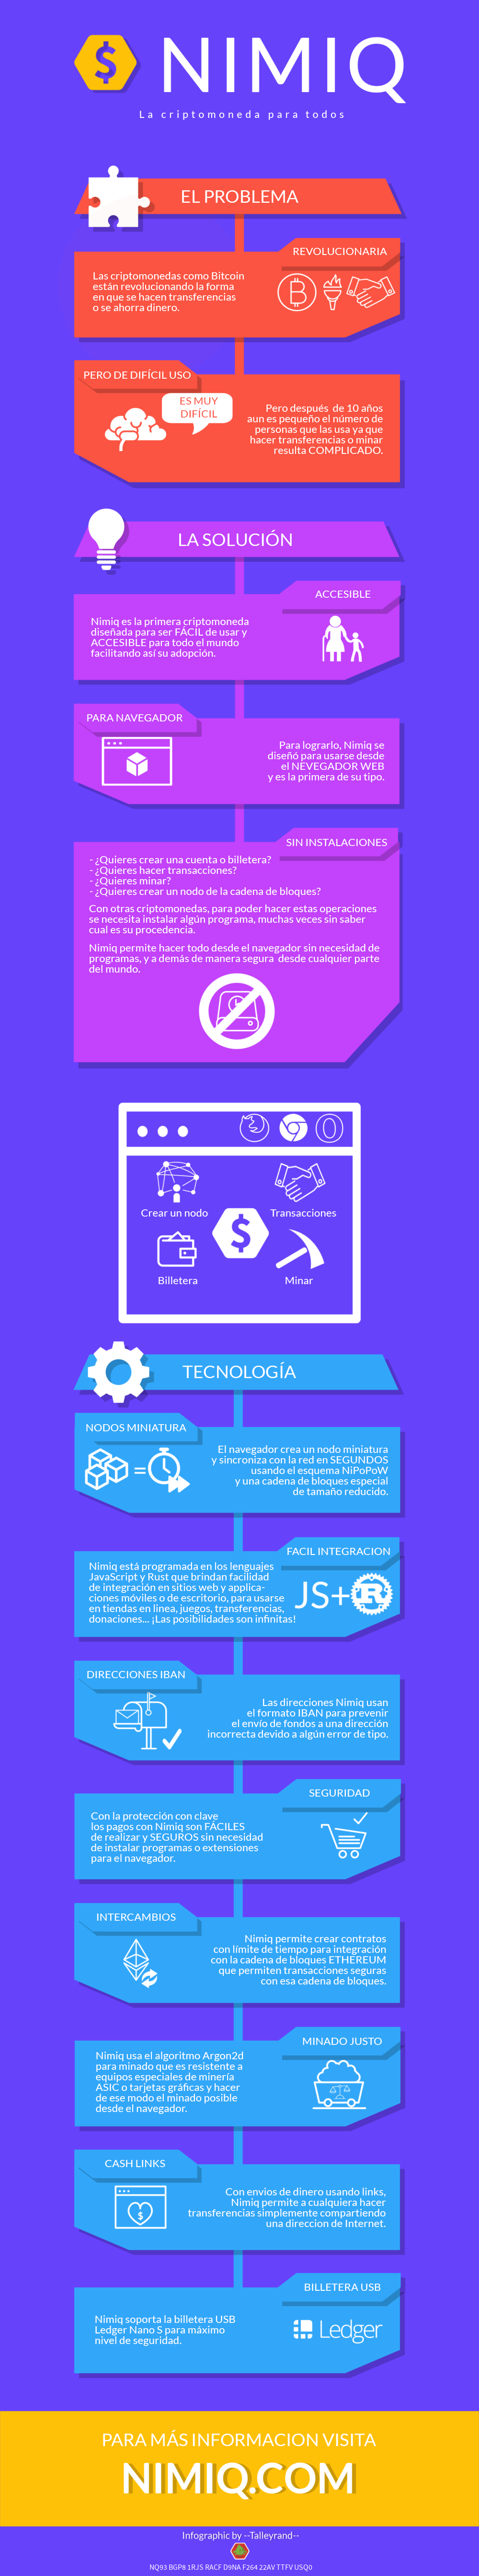 NIMIQ
La criptomoneda para todos
EL PROBLEMA
REVOLUCIONARIA
Las criptomonedas como Bitcoin
están revolucionando la forma
en que se hacen transferencias
o se ahorra dinero.
PERO DE DIFÍCIL USO
ES MUY
DIFÍCIL
Pero después de 10 años
aun es pequeño el número de
personas que las usa ya que
hacer transferencias o minar
resulta COMPLICADO.
LA SOLUCIÓN
ACCESIBLE
Nimiq es la primera criptomoneda
diseñada para ser FÁCIL de usar y
ACCESIBLE para todo el mundo
facilitando así su adopción.
PARA NAVEGADOR
Para lograrlo, Nimiq se
diseñó para usarse desde
el NEVEGADOR WEB
y es la primera de su tipo.
SIN INSTALACIONES
- ¿Quieres crear una cuenta o billetera?
- ¿Quieres hacer transacciones?
- ¿Quieres minar?
- ¿Quieres crear un nodo de la cadena de bloques?
Con otras criptomonedas, para poder hacer estas operaciones
se necesita instalar algún programa, muchas veces sin saber
cual es su procedencia.
Nimiq permite hacer todo desde el navegador sin necesidad de
programas, y a demás de manera segura desde cualquier parte
del mundo.
Crear un nodo
Transacciones
Billetera
Minar
TECNOLOGÍA
NODOS MINIATURA
El navegador crea un nodo miniatura
y sincroniza con la red en SEGUNDOS
usando el esquema NiPoPoW
y una cadena de bloques especial
de tamaño reducido.
=
FACIL INTEGRACION
Nimiq está programada en los lenguajes
JavaScript y Rust que brindan facilidad
de integración en sitios web y applica-
ciones móviles o de escritorio, para usarse
en tiendas en linea, juegos, transferencias,
donaciones... ¡Las posibilidades son infinitas!
JS+R
DIRECCIONES IBAN
Las direcciones Nimiq usan
el formato IBAN para prevenir
el envío de fondos a una dirección
incorrecta devido a algún error de tipo.
SEGURIDAD
Con la protección con clave
los pagos con Nimiq son FÁCILES
de realizar y SEGUROS sin necesidad
de instalar programas o extensiones
para el navegador.
INTERCAMBIOS
Nimiq permite crear contratos
con límite de tiempo para integración
con la cadena de bloques ETHEREUM
que permiten transacciones seguras
con esa cadena de bloques.
MINADO JUSTO
Nimiq usa el algoritmo Argon2d
para minado que es resistente a
equipos especiales de minería
ASIC o tarjetas gráficas y hacer
de ese modo el minado posible
desde el navegador.
CASH LINKS
Con envios de dinero usando links,
Nimiq permite a cualquiera hacer
transferencias simplemente compartiendo
una direccion de Internet.
BILLETERA USB
Nimiq soporta la billetera USB
Ledger Nano S para máximo
nivel de seguridad.
Ledger
PARA MÁS INFORMACION VISITA
NIMIQ.COM
Infographic by --Talleyrand--
NQ93 BGP8 1RJS RACF D9NA F264 22AV TTFV USQ0